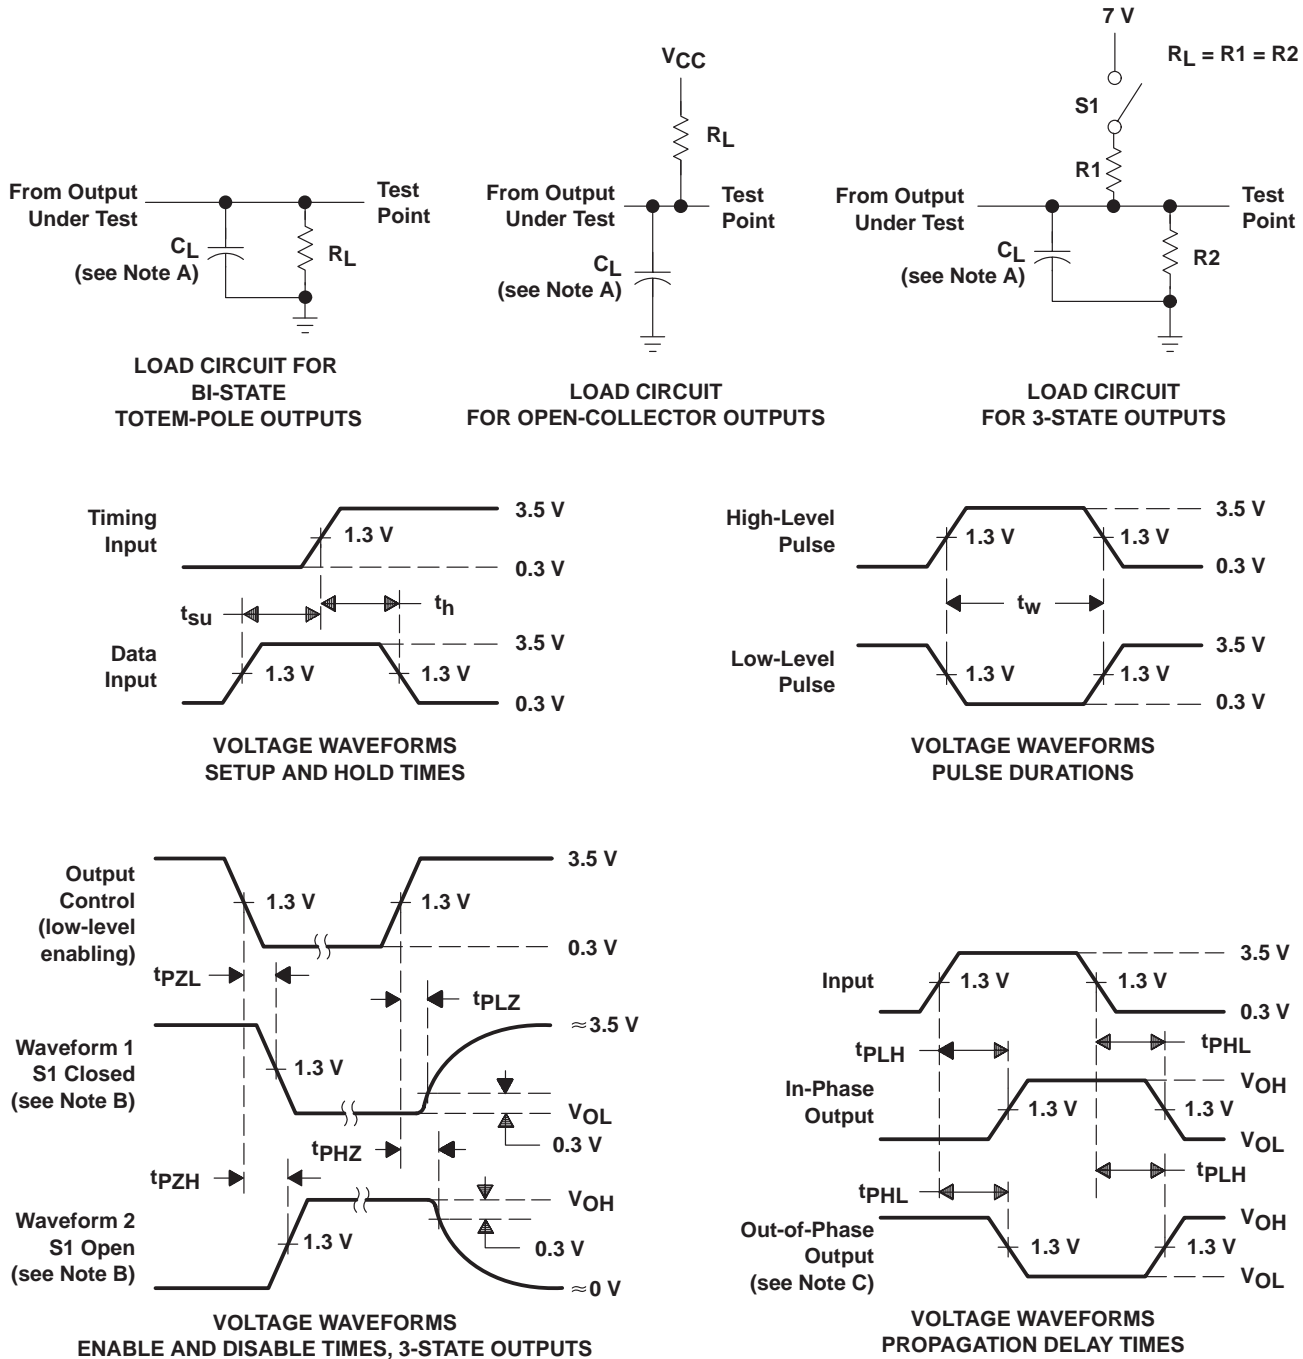 7 V
RL = R1 = R2
VCC
S1
RL
R1
From Output
Under Test
Test
Point
CL
(see Note A)
RL
From Output
Under Test
Test
Point
CL
(see Note A)
From Output
Under Test
Test
Point
CL
(see Note A)
R2
LOAD CIRCUIT FOR
BI-STATE
TOTEM-POLE OUTPUTS
LOAD CIRCUIT
FOR OPEN-COLLECTOR OUTPUTS
LOAD CIRCUIT
FOR 3-STATE OUTPUTS
Timing
Input
1.3 V
3.5 V
0.3 V
tsu
th
Data
Input
1.3 V
1.3 V
3.5 V
0.3 V
VOLTAGE WAVEFORMS
SETUP AND HOLD TIMES
High-Level
Pulse
1.3 V
1.3 V
3.5 V
0.3 V
tw
Low-Level
Pulse
1.3 V
1.3 V
3.5 V
0.3 V
VOLTAGE WAVEFORMS
PULSE DURATIONS
Output
Control
(low-level
enabling)
1.3 V
1.3 V
3.5 V
0.3 V
tPZL
tPLZ
Waveform 1
S1 Closed
(see Note B)
1.3 V
≈3.5 V
VOL
0.3 V
tPHZ
tPZH
Waveform 2
S1 Open
(see Note B)
1.3 V
VOH
0.3 V
≈0 V
VOLTAGE WAVEFORMS
ENABLE AND DISABLE TIMES, 3-STATE OUTPUTS
Input
1.3 V
1.3 V
3.5 V
0.3 V
tPLH
tPHL
In-Phase
Output
1.3 V
1.3 V
VOH
VOL
tPHL
tPLH
Out-of-Phase
Output
(see Note C)
1.3 V
1.3 V
VOH
VOL
VOLTAGE WAVEFORMS
PROPAGATION DELAY TIMES